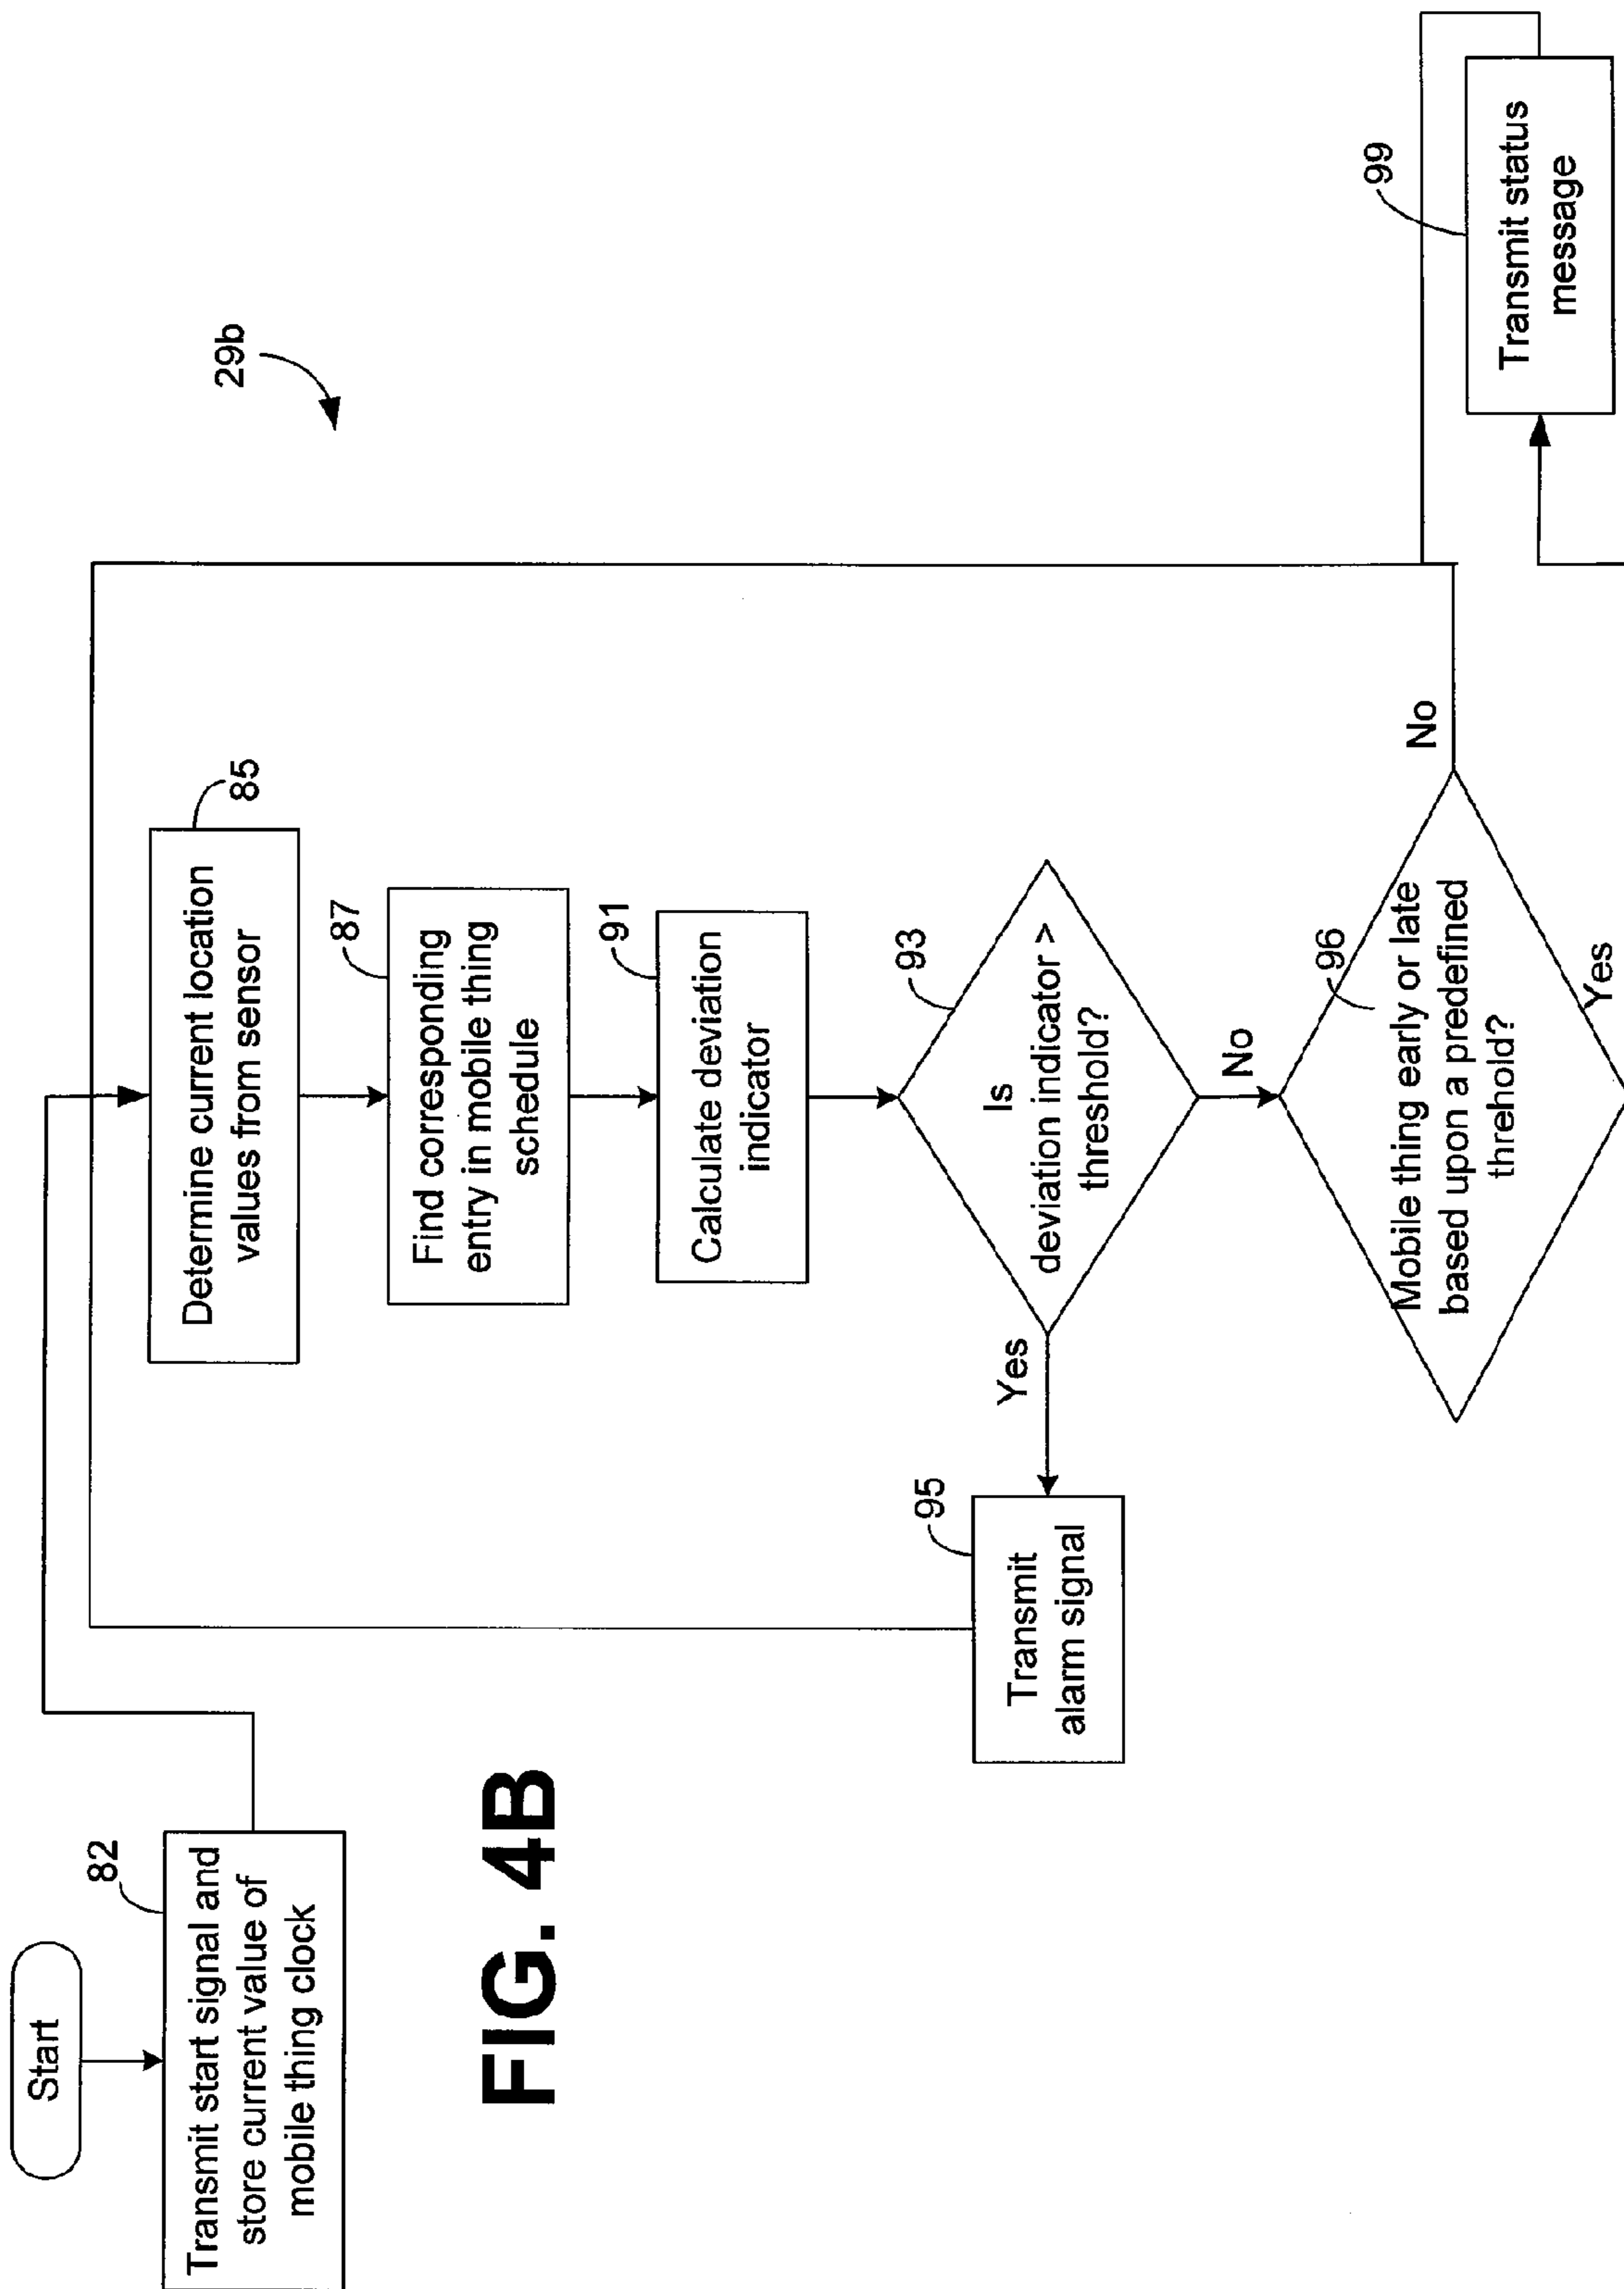 Start
82
Transmit start signal and
store current value of
mobile thing clock
FIG. 4B
29b
85
Determine current location
values from sensor
87
Find corresponding
entry in mobile thing
schedule
91
Calculate deviation
indicator
93
Is
deviation indicator >
threshold?
Yes
No
95
Transmit
alarm signal
96
Mobile thing early or late
based upon a predefined
threhold?
No
Yes
99
Transmit status
message